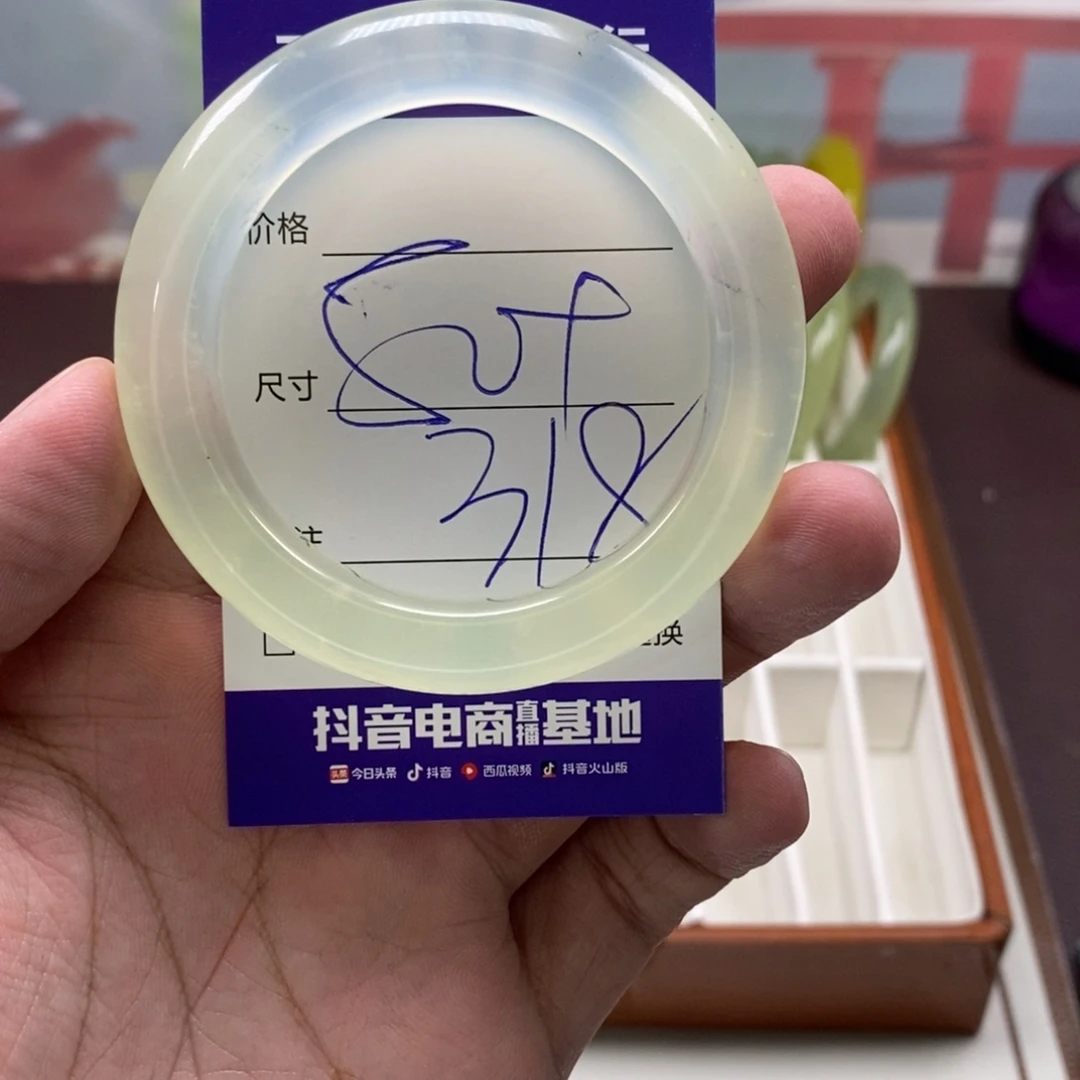 价格
尺寸
318
换
抖音电商直播基地
今日头条 抖音 西瓜视频 抖音火山版